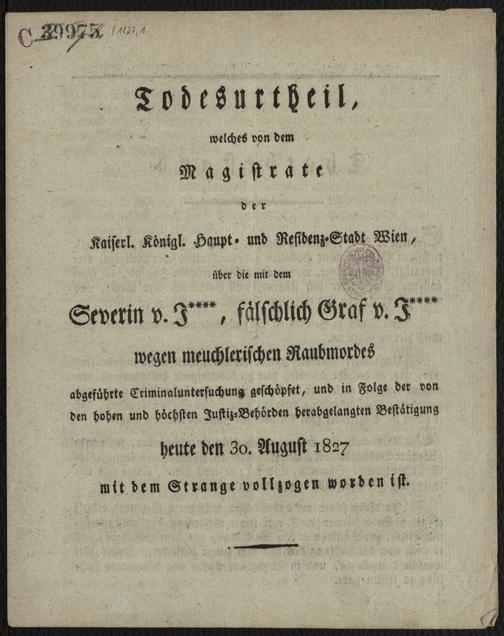 C 39975 /1827,1
Todesurtheil,
welches von dem
Magistrate
der
Kaiserl. Königl. Haupt- und Residenz-Stadt Wien,
über die mit dem
Severin v. J****, fälschlich Graf v. J****
wegen meuchlerischen Raubmordes
abgeführte Criminaluntersuchung geschöpfet, und in Folge der von
den hohen und höchsten Justiz-Behörden herabgelangten Bestätigung
heute den 30. August 1827
mit dem Strange vollzogen worden ist.